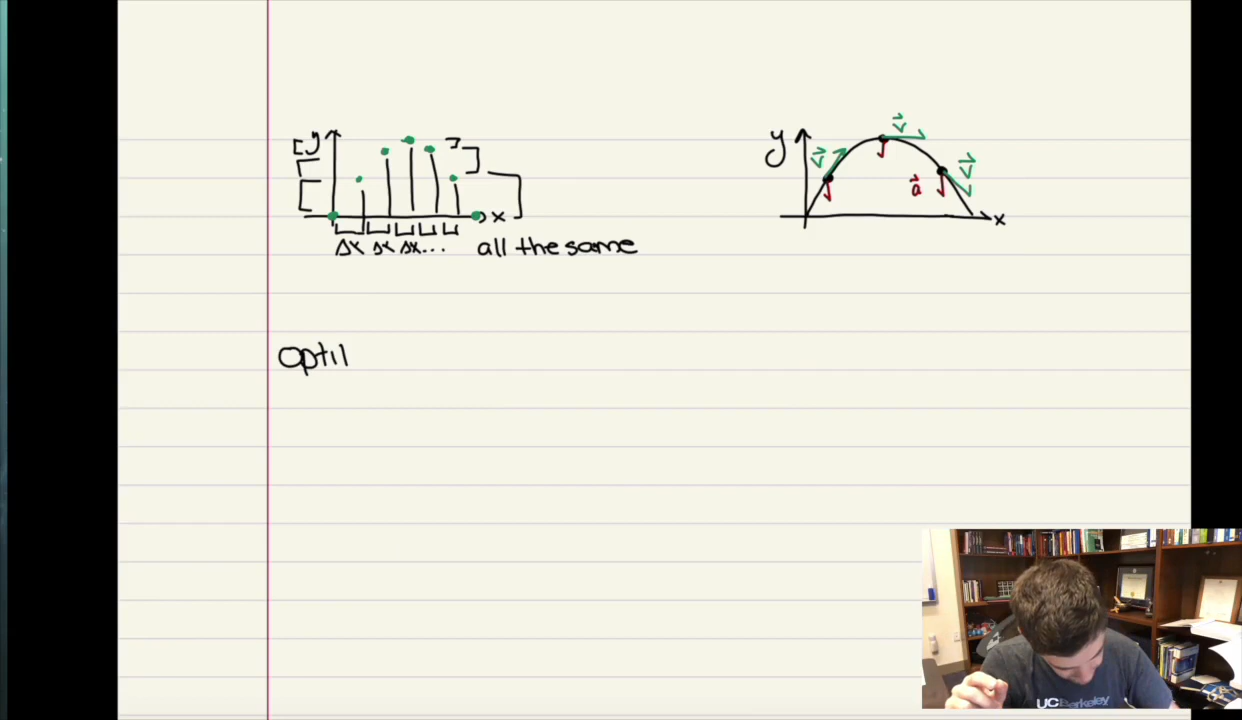 y
x
Δx Δx Δx... all the same
y
v
v
v
a
x
Optil
UC Berkeley